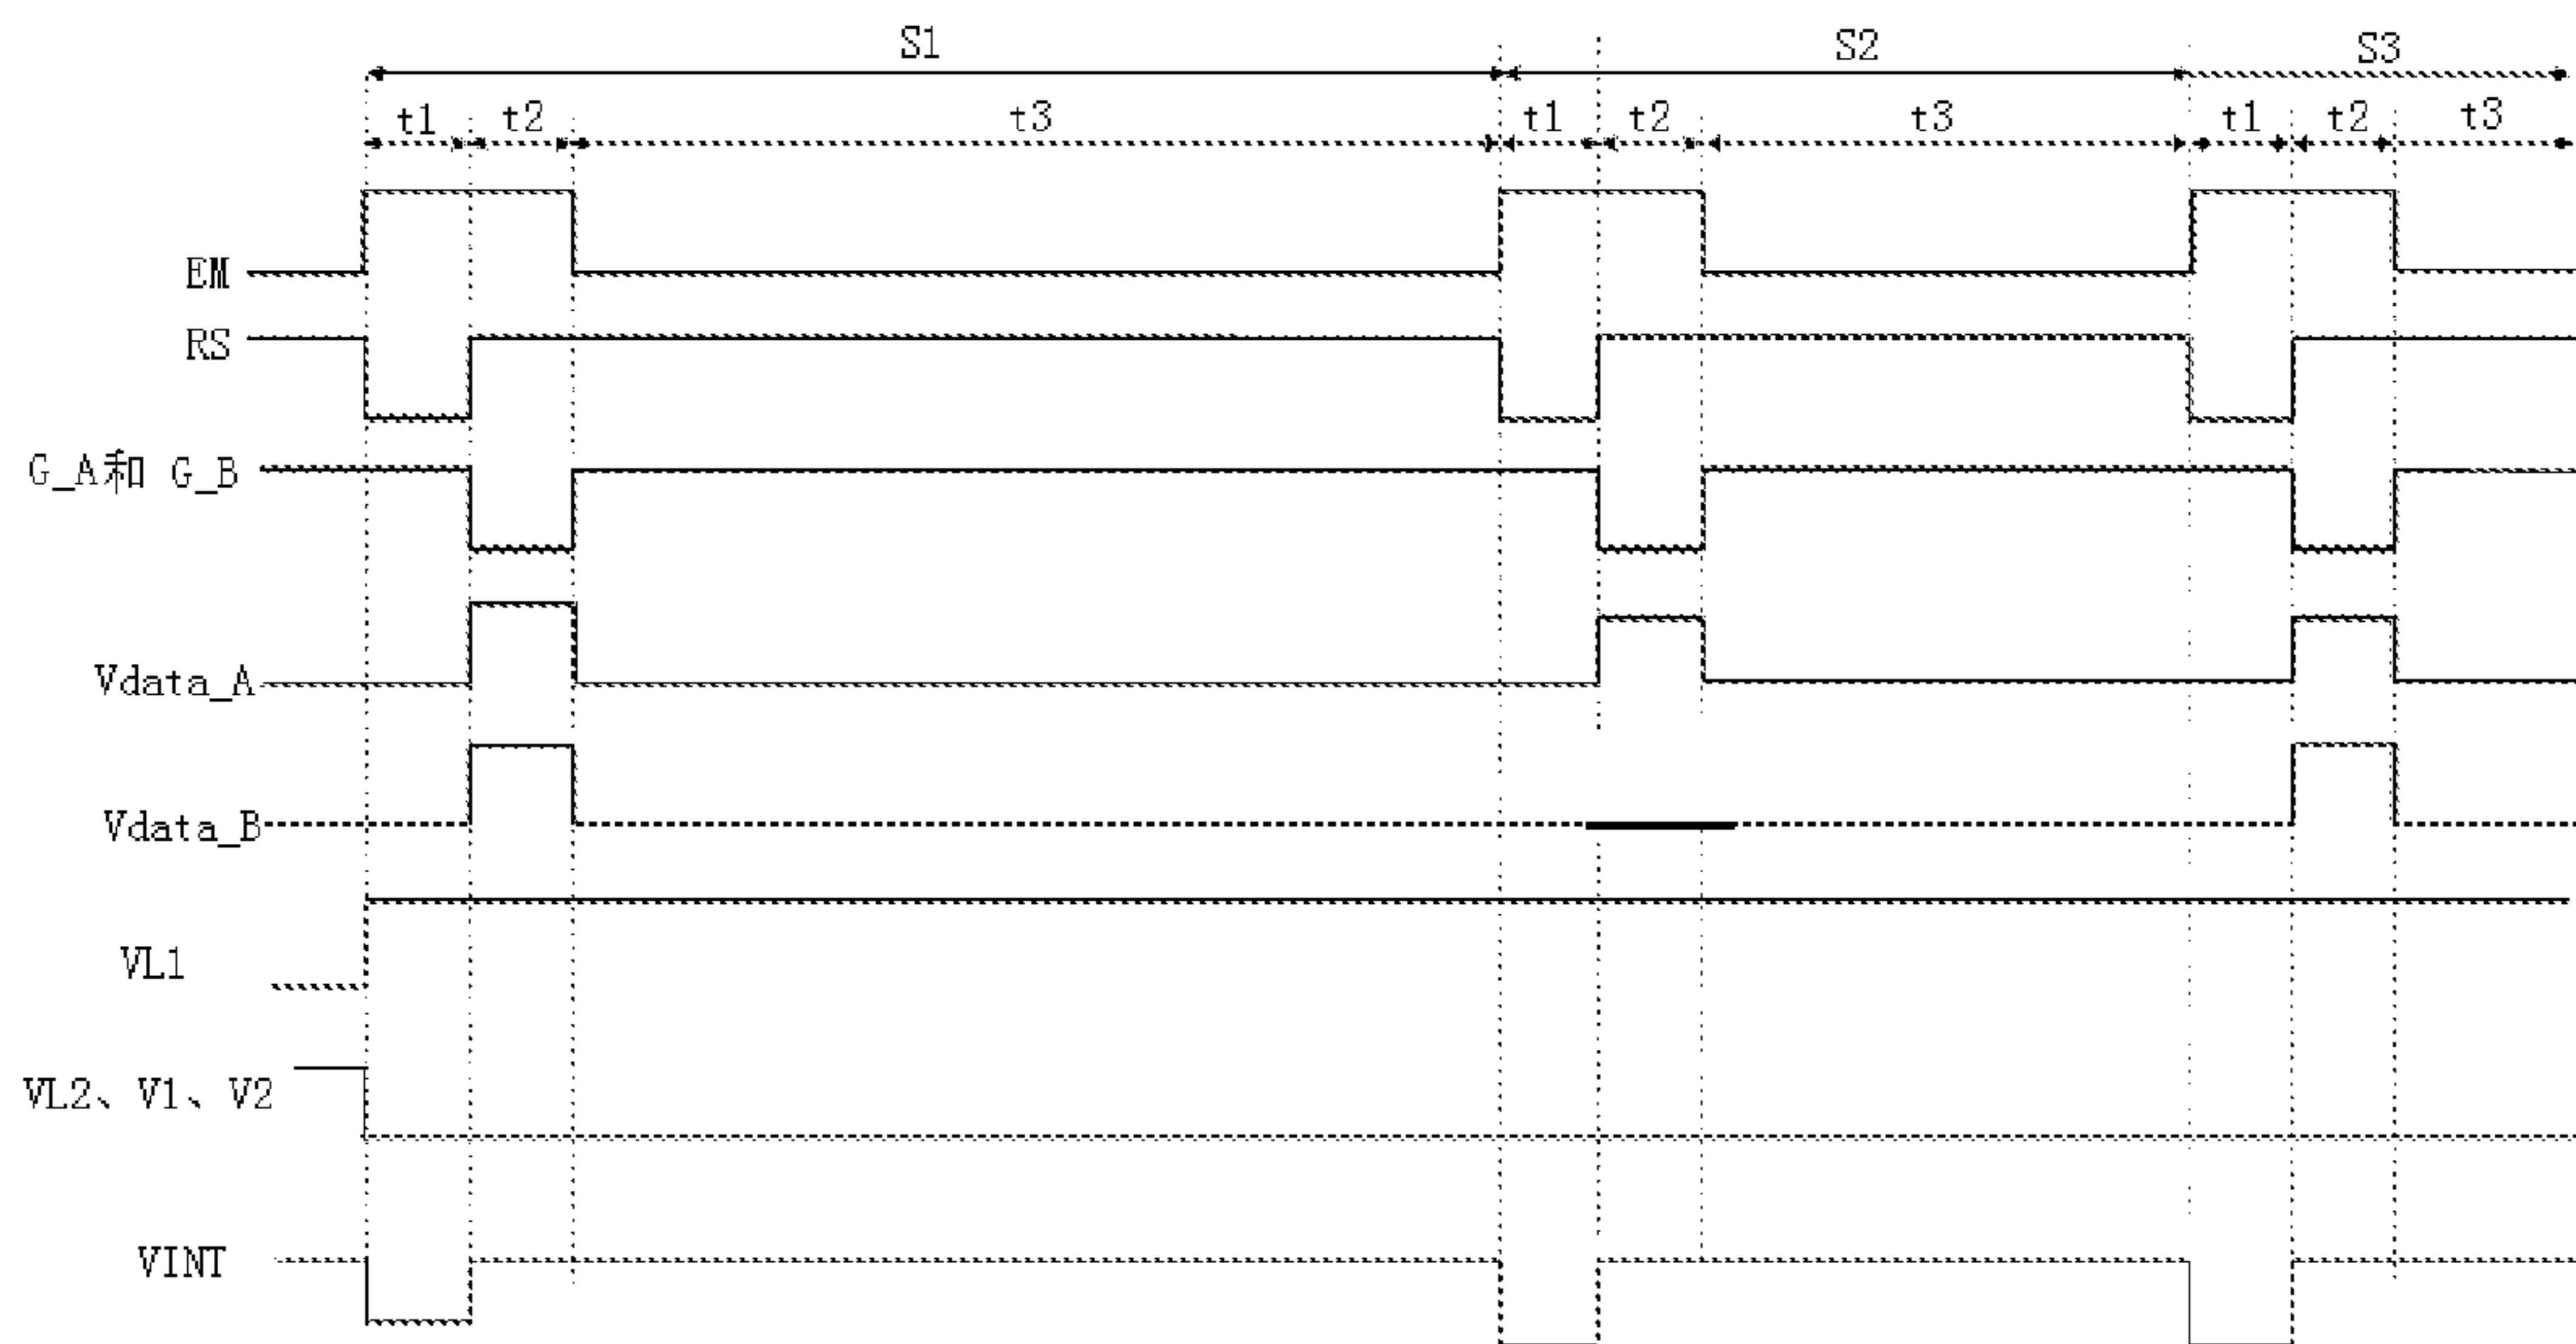 S1 S2 S3
t1 t2 t3 t1 t2 t3 t1 t2 t3
EM
RS
G_A和 G_B
Vdata_A
Vdata_B
VL1
VL2、V1、V2
VINT